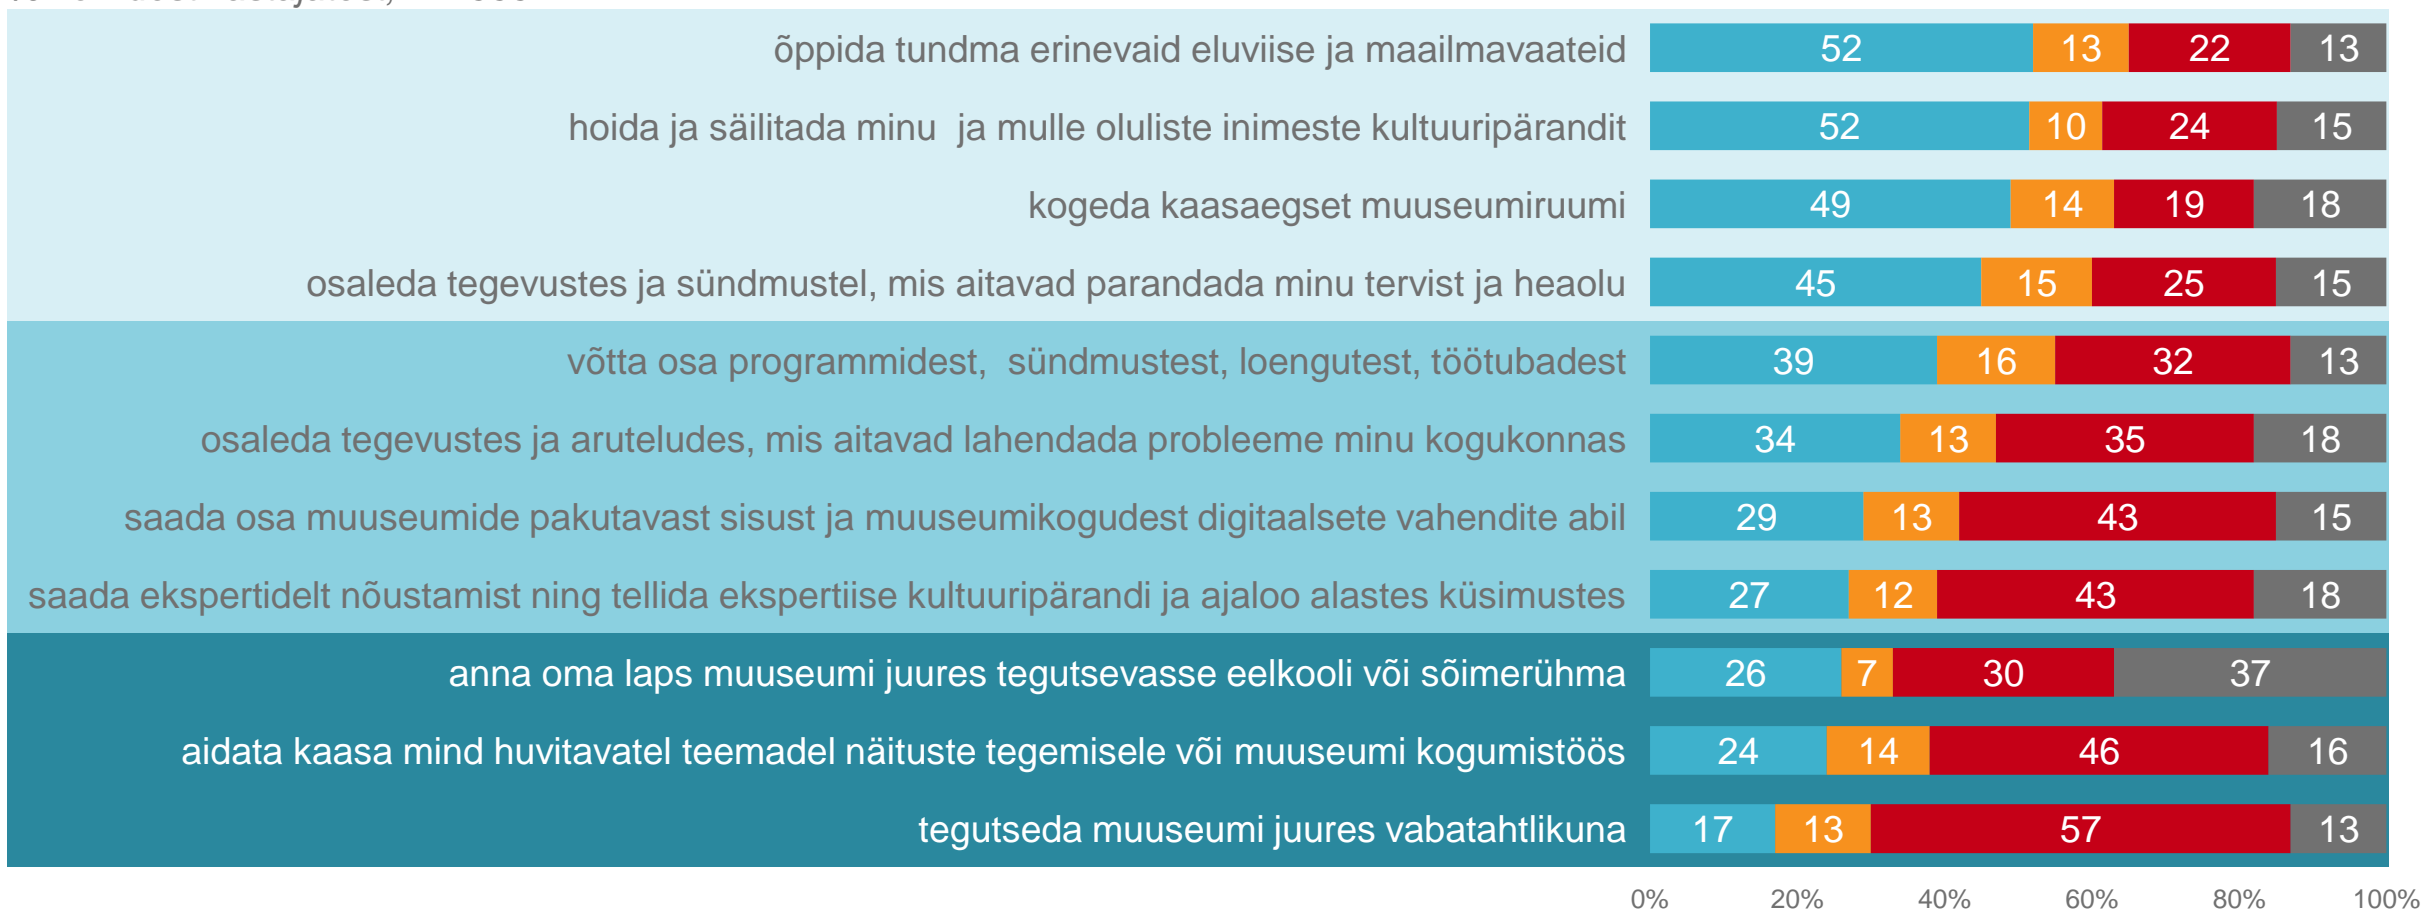 õppida tundma erinevaid eluviise ja maailmavaateid 52 13 22 13
hoida ja säilitada minu ja mulle oluliste inimeste kultuuripärandit 52 10 24 15
kogeda kaasaegset muuseumiruumi 49 14 19 18
osaleda tegevustes ja sündmustel, mis aitavad parandada minu tervist ja heaolu 45 15 25 15
võtta osa programmidest, sündmustest, loengutest, töötubadest 39 16 32 13
osaleda tegevustes ja aruteludes, mis aitavad lahendada probleeme minu kogukonnas 34 13 35 18
saada osa muuseumide pakutavast sisust ja muuseumikogudest digitaalsete vahendite abil 29 13 43 15
saada ekspertidelt nõustamist ning tellida ekspertiise kultuuripärandi ja ajaloo alastes küsimustes 27 12 43 18
anna oma laps muuseumi juures tegutsevasse eelkooli või sõimerühma 26 7 30 37
aidata kaasa mind huvitavatel teemadel näituste tegemisele või muuseumi kogumistöös 24 14 46 16
tegutseda muuseumi juures vabatahtlikuna 17 13 57 13
0% 20% 40% 60% 80% 100%